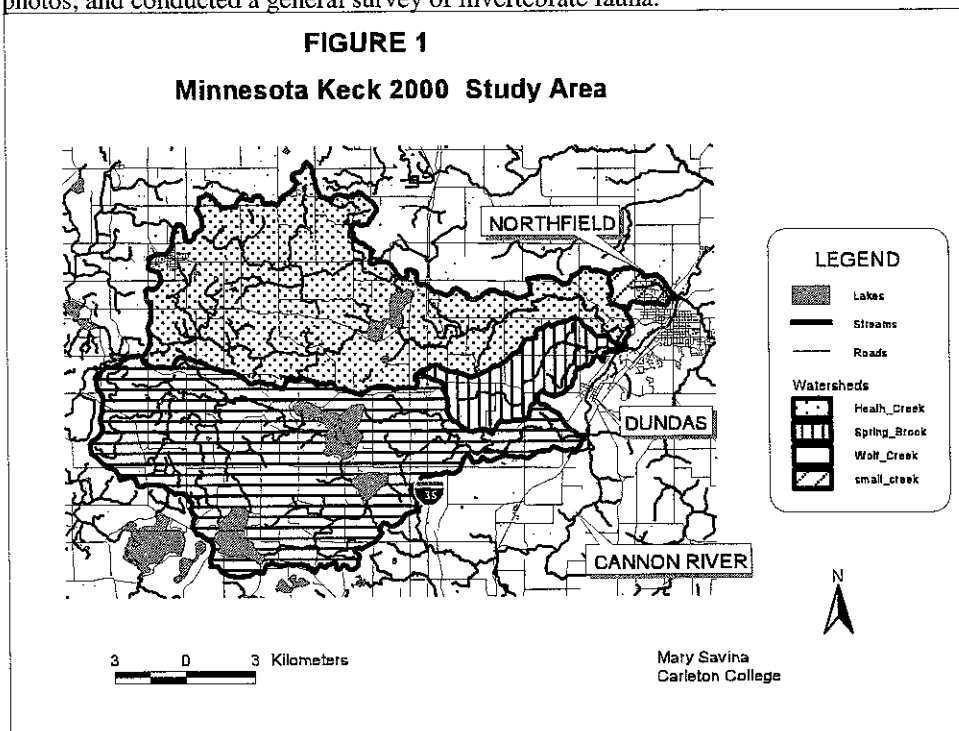 photos; and conducted a general survey of invertebrate fauna.
FIGURE 1
Minnesota Keck 2000 Study Area
NORTHFIELD
DUNDAS
35
CANNON RIVER
LEGEND
Lakes
Streams
Roads
Watersheds
Heath_Creek
Spring_Brook
Wolf_Creek
small_creek
N
3 0 3 Kilometers
Mary Savina
Carleton College